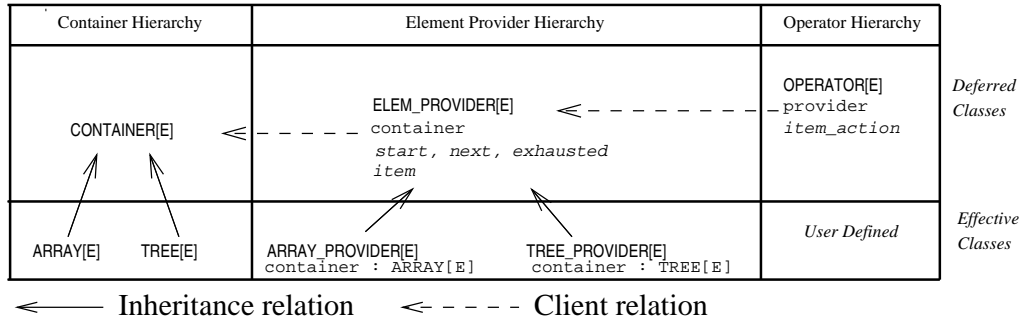 Container Hierarchy Element Provider Hierarchy Operator Hierarchy
OPERATOR[E]
provider
item_action
Deferred
Classes
ELEM_PROVIDER[E]
container
start, next, exhausted
item
CONTAINER[E]
ARRAY[E] TREE[E]
ARRAY_PROVIDER[E]
container : ARRAY[E]
TREE_PROVIDER[E]
container : TREE[E]
User Defined
Effective
Classes
Inheritance relation Client relation